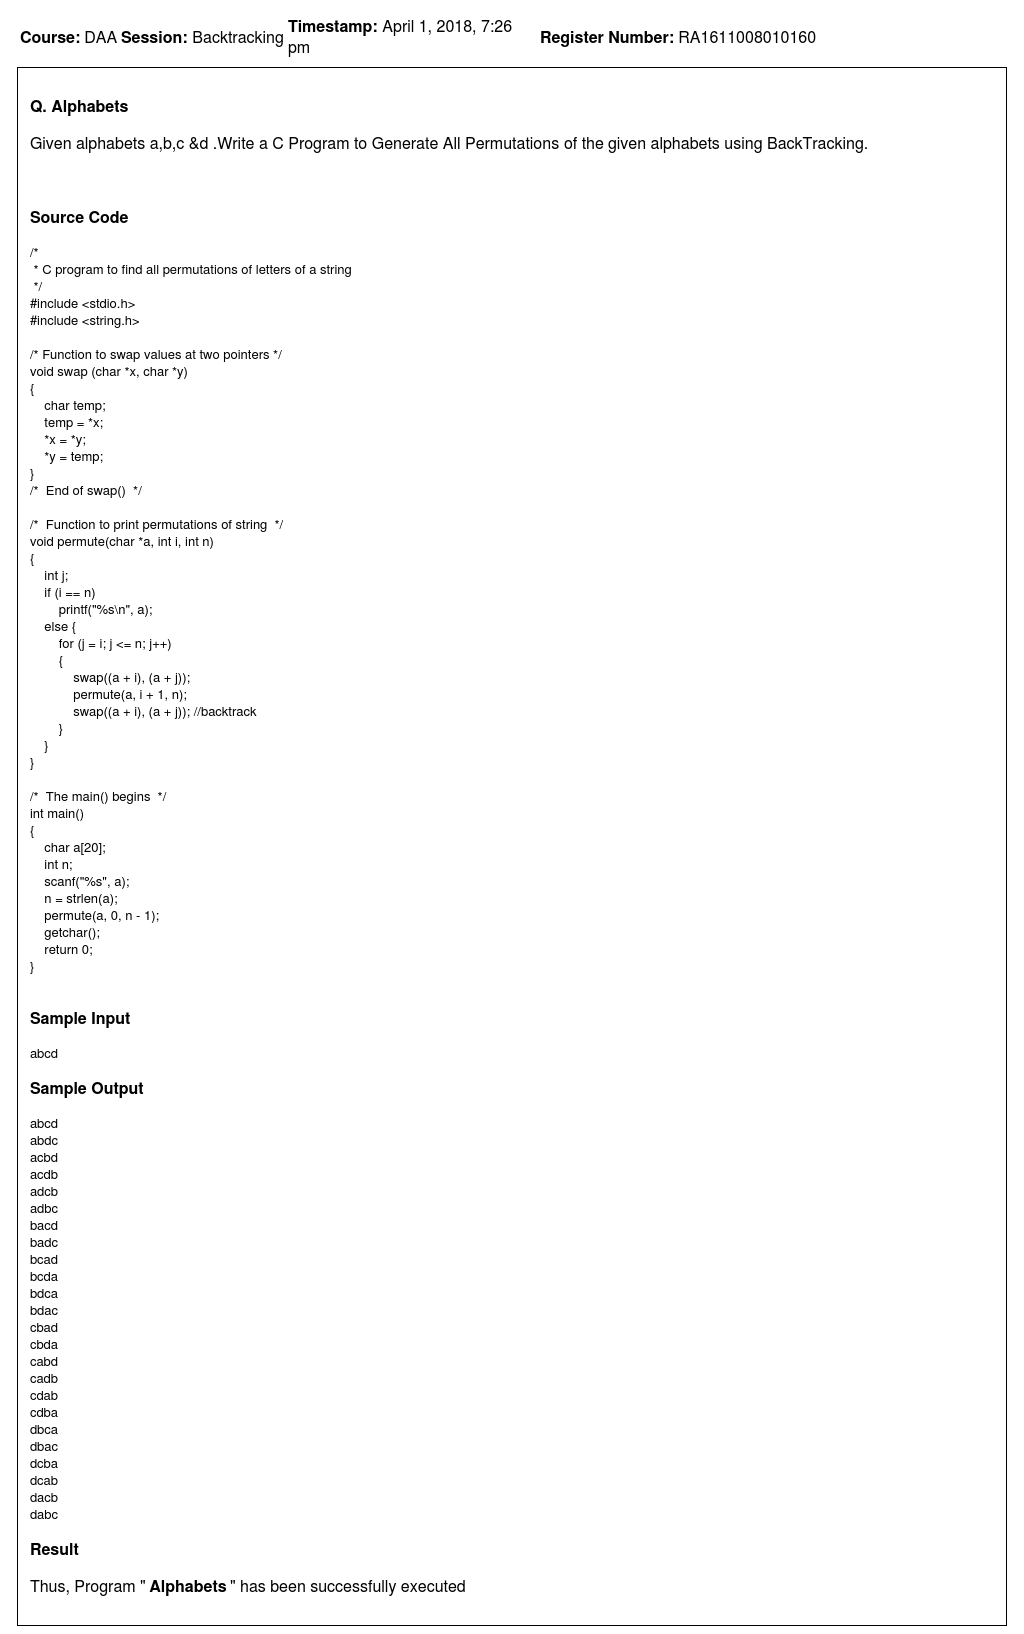 Course: DAA Session: Backtracking Timestamp: April 1, 2018, 7:26 pm Register Number: RA1611008010160
Q. Alphabets
Given alphabets a,b,c &d .Write a C Program to Generate All Permutations of the given alphabets using BackTracking.
Source Code
/*
 * C program to find all permutations of letters of a string
 */
#include <stdio.h>
#include <string.h>

/* Function to swap values at two pointers */
void swap (char *x, char *y)
{
    char temp;
    temp = *x;
    *x = *y;
    *y = temp;
}
/*  End of swap()  */

/*  Function to print permutations of string  */
void permute(char *a, int i, int n)
{
    int j;
    if (i == n)
        printf("%s\n", a);
    else {
        for (j = i; j <= n; j++)
        {
            swap((a + i), (a + j));
            permute(a, i + 1, n);
            swap((a + i), (a + j)); //backtrack
        }
    }
}

/*  The main() begins  */
int main()
{
    char a[20];
    int n;
    scanf("%s", a);
    n = strlen(a);
    permute(a, 0, n - 1);
    getchar();
    return 0;
}
Sample Input
abcd
Sample Output
abcd
abdc
acbd
acdb
adcb
adbc
bacd
badc
bcad
bcda
bdca
bdac
cbad
cbda
cabd
cadb
cdab
cdba
dbca
dbac
dcba
dcab
dacb
dabc
Result
Thus, Program " Alphabets " has been successfully executed